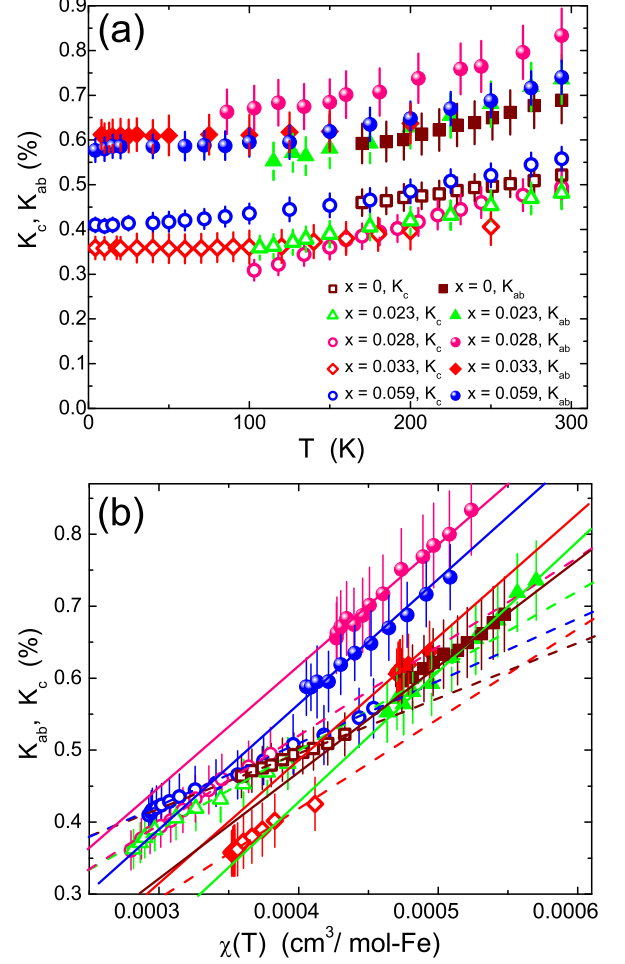 (a)
0.9
0.8
0.7
0.6
0.5
0.4
0.3
0.2
0.1
0.0
K_c, K_ab (%)
x = 0, K_c x = 0, K_ab
x = 0.023, K_c x = 0.023, K_ab
x = 0.028, K_c x = 0.028, K_ab
x = 0.033, K_c x = 0.033, K_ab
x = 0.059, K_c x = 0.059, K_ab
0 100 200 300
T (K)
(b)
0.8
0.7
0.6
0.5
0.4
0.3
K_ab, K_c (%)
0.0003 0.0004 0.0005 0.0006
χ(T) (cm³/ mol-Fe)